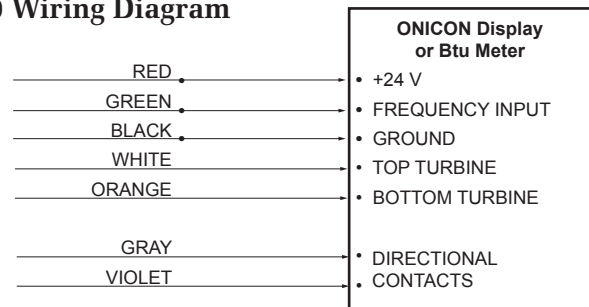 Wiring Diagram
ONICON Display
or Btu Meter
RED
• +24 V
GREEN
• FREQUENCY INPUT
BLACK
• GROUND
WHITE
• TOP TURBINE
ORANGE
• BOTTOM TURBINE
GRAY
• DIRECTIONAL
VIOLET
• CONTACTS